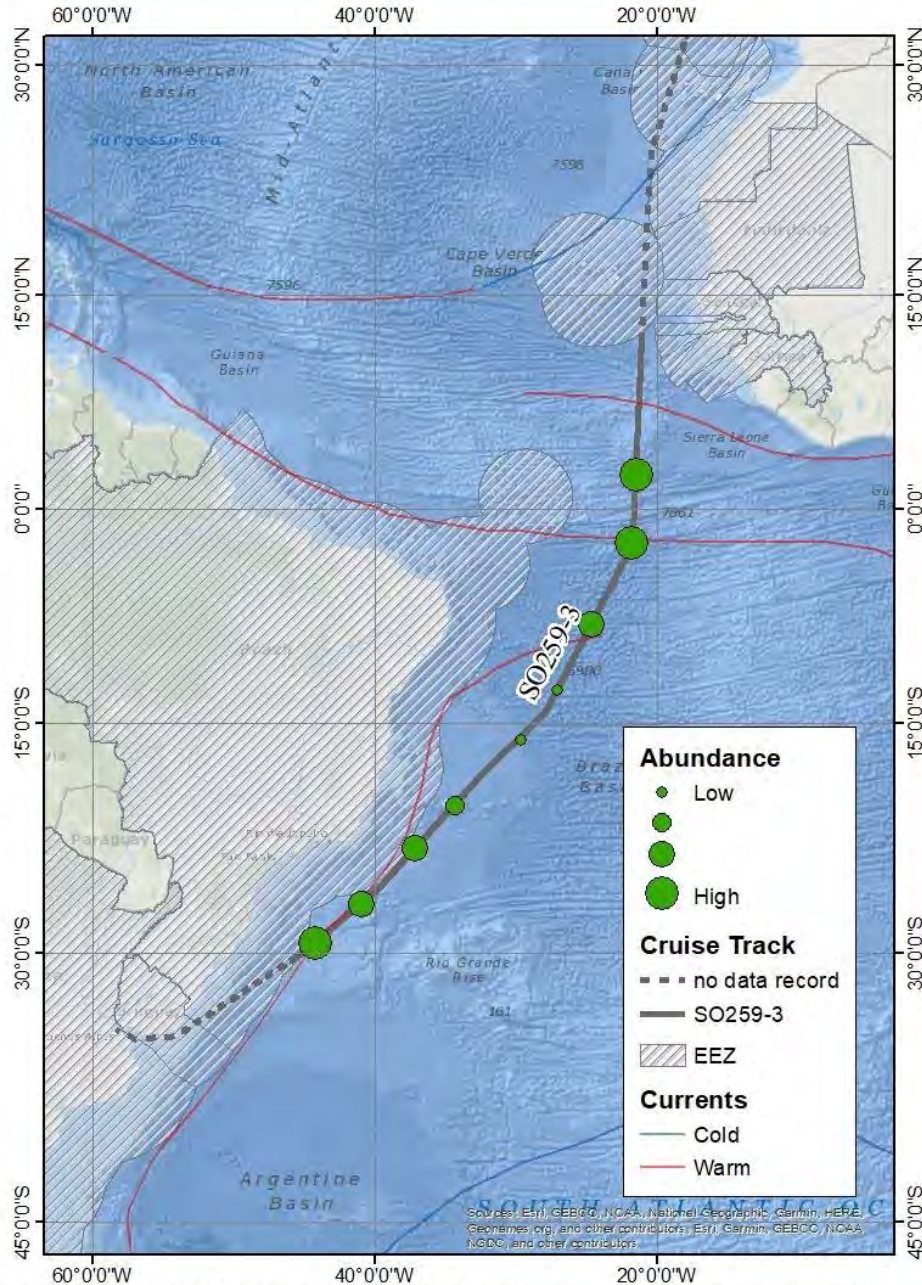 60°0'0"W 40°0'0"W 20°0'0"W
30°0'0"N
30°0'0"N
North American
Basin
Sargasso Sea
Mid-Atlant
Basin
7598
Cape Verde
Basin
7596
15°0'0"N
15°0'0"N
Guiana
Basin
Guinea
Sierra Leone
Basin
0°0'0"
0°0'0"
7861
Brazil
SO259-3
15°0'0"S
15°0'0"S
Paraguay
30°0'0"S
30°0'0"S
Rio Grande
Rise
161
Abundance
Low
High
Cruise Track
no data record
SO259-3
EEZ
Currents
Cold
Warm
Argentine
Basin
SOUTH ATLANTIC OC
Sources: Esri, GEBCO, NOAA, National Geographic, Garmin, HERE,
Geonames.org, and other contributors, Esri, Garmin, GEBCO, NOAA
NGDC, and other contributors
45°0'0"S
45°0'0"S
60°0'0"W 40°0'0"W 20°0'0"W